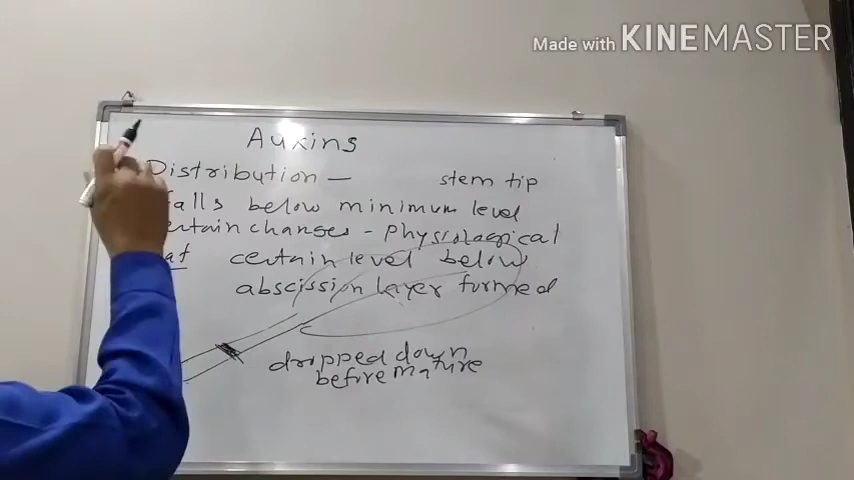 Made with KINEMASTER
Auxins
Distribution — stem tip
falls below minimum level
certain changes - physiological
at certain level below
abscission layer formed
dropped down
before mature